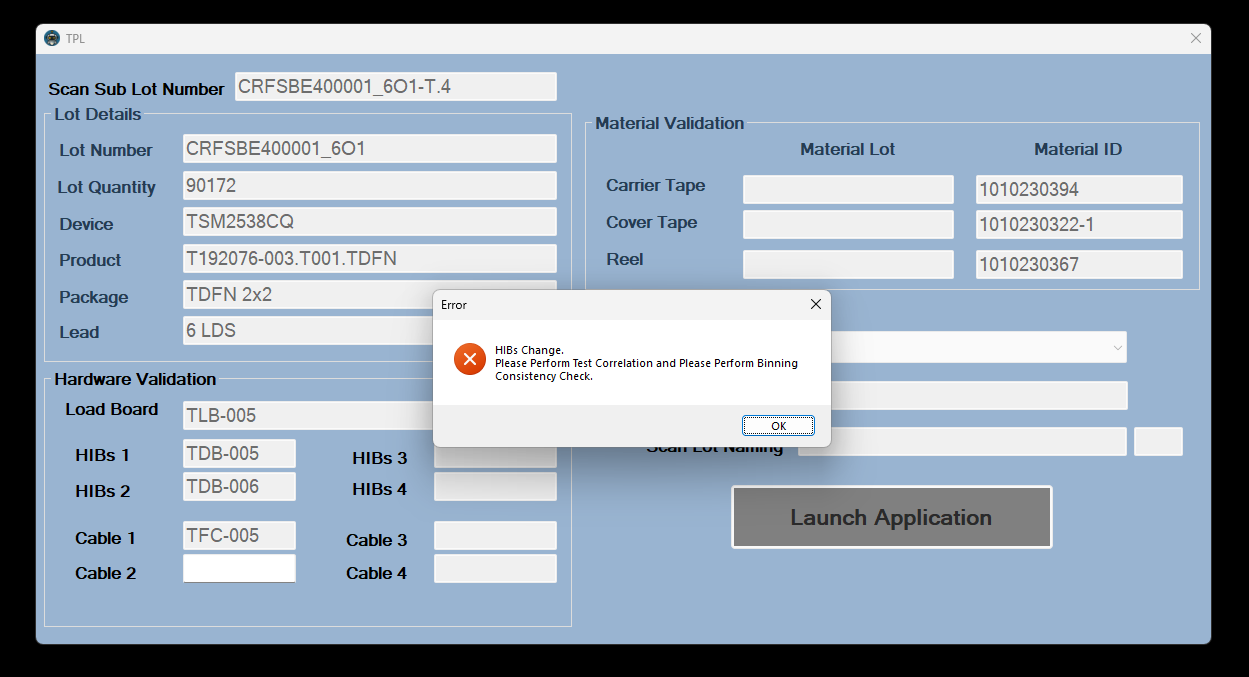 TPL
Scan Sub Lot Number CRFSBE400001_6O1-T.4
Lot Details
Lot Number CRFSBE400001_6O1
Lot Quantity 90172
Device TSM2538CQ
Product T192076-003.T001.TDFN
Package TDFN 2x2
Lead 6 LDS
Material Validation
Material Lot Material ID
Carrier Tape 1010230394
Cover Tape 1010230322-1
Reel 1010230367
Error
HIBs Change.
Please Perform Test Correlation and Please Perform Binning
Consistency Check.
OK
Hardware Validation
Load Board TLB-005
HIBs 1 TDB-005 HIBs 3
HIBs 2 TDB-006 HIBs 4
Cable 1 TFC-005 Cable 3
Cable 2 Cable 4
Scan Lot Naming
Launch Application